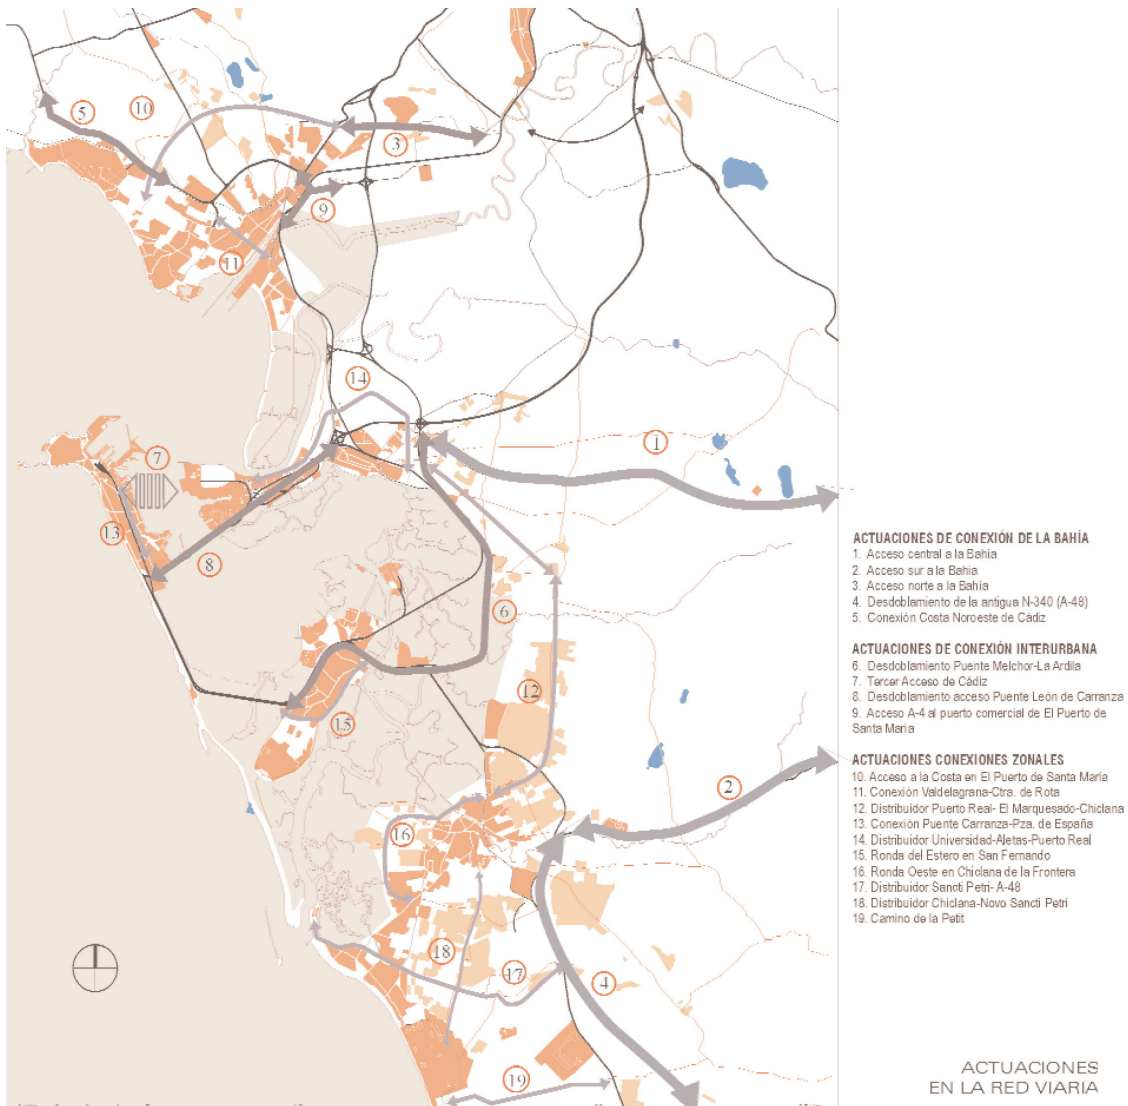 5
10
3
9
11
14
1
7
13
8
6
12
15
2
16
18
17
4
19
ACTUACIONES DE CONEXIÓN DE LA BAHÍA
1. Acceso central a la Bahía
2. Acceso sur a la Bahía
3. Acceso norte a la Bahía
4. Desdoblamiento de la antigua N-340 (A-48)
5. Conexión Costa Noroeste de Cádiz
ACTUACIONES DE CONEXIÓN INTERURBANA
6. Desdoblamiento Puente Melchor-La Ardila
7. Tercer Acceso de Cádiz
8. Desdoblamiento acceso Puente León de Carranza
9. Acceso A-4 al puerto comercial de El Puerto de
Santa María
ACTUACIONES CONEXIONES ZONALES
10. Acceso a la Costa en El Puerto de Santa María
11. Conexión Valdelagrana-Ctra. de Rota
12. Distribuidor Puerto Real- El Marquesado-Chiclana
13. Conexión Puente Carranza-Pza. de España
14. Distribuidor Universidad-Aletas-Puerto Real
15. Ronda del Estero en San Fernando
16. Ronda Oeste en Chiclana de la Frontera
17. Distribuidor Sancti Petri- A-48
18. Distribuidor Chiclana-Novo Sancti Petri
19. Camino de la Petit
ACTUACIONES
EN LA RED VIARIA